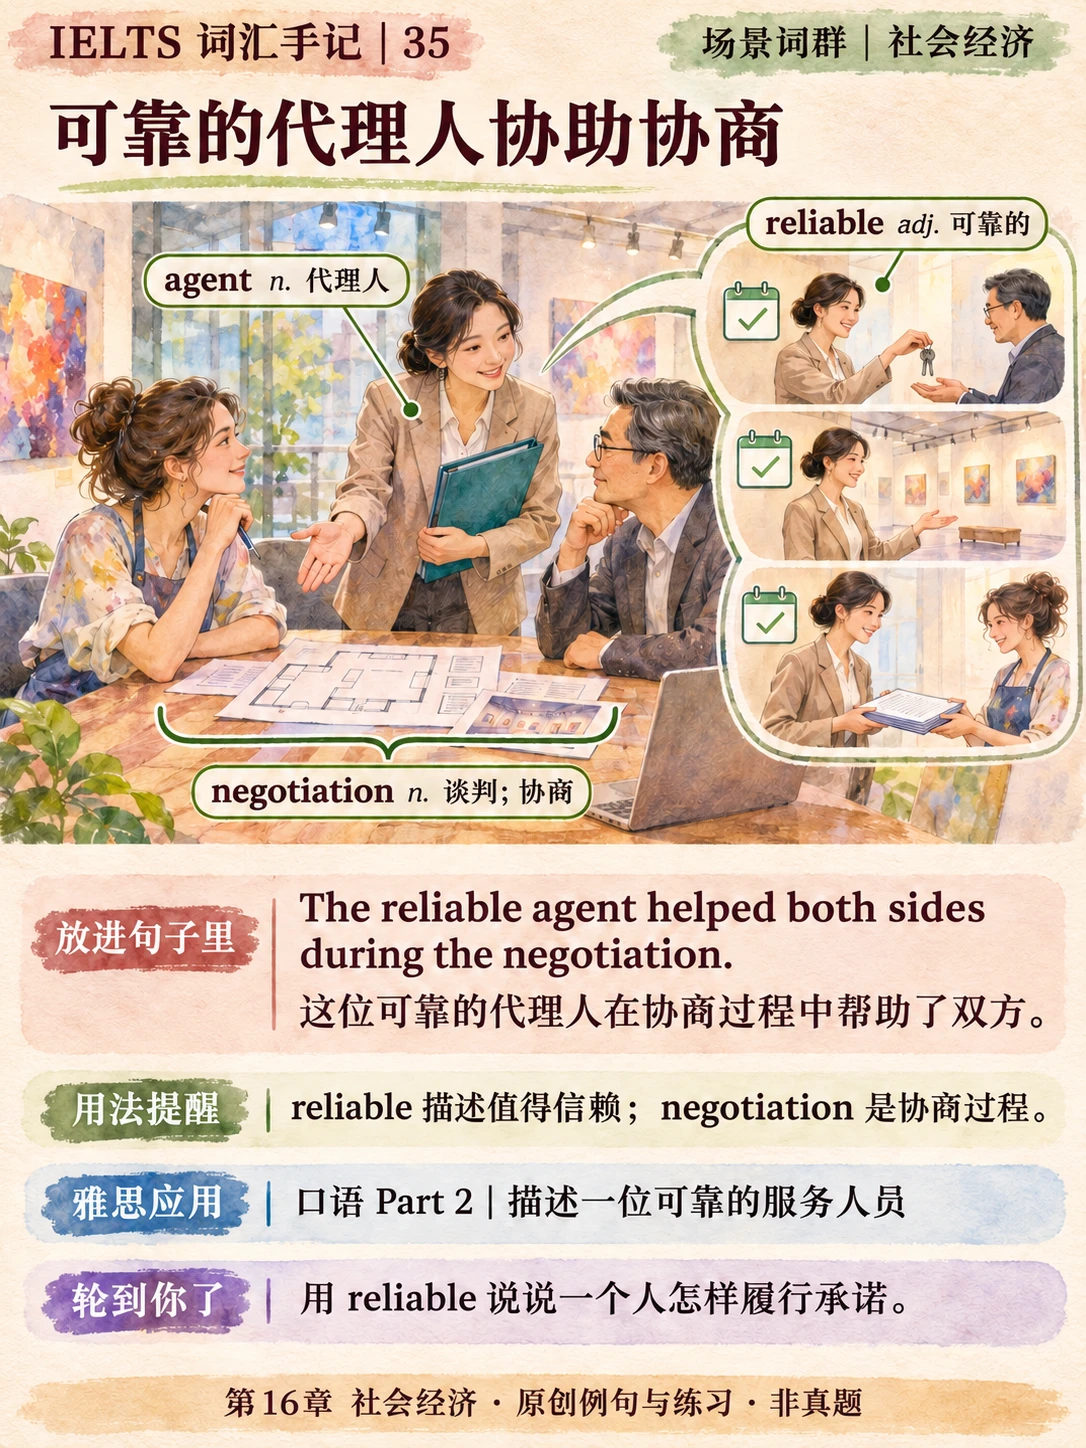 IELTS 词汇手记 | 35
场景词群 | 社会经济
可靠的代理人协助协商
reliable adj. 可靠的
agent n. 代理人
negotiation n. 谈判; 协商
放进句子里
The reliable agent helped both sides
during the negotiation.
这位可靠的代理人在协商过程中帮助了双方。
用法提醒
reliable 描述值得信赖；negotiation 是协商过程。
雅思应用
口语 Part 2 | 描述一位可靠的服务人员
轮到你了
用 reliable 说说一个人怎样履行承诺。
第16章 社会经济 · 原创例句与练习 · 非真题